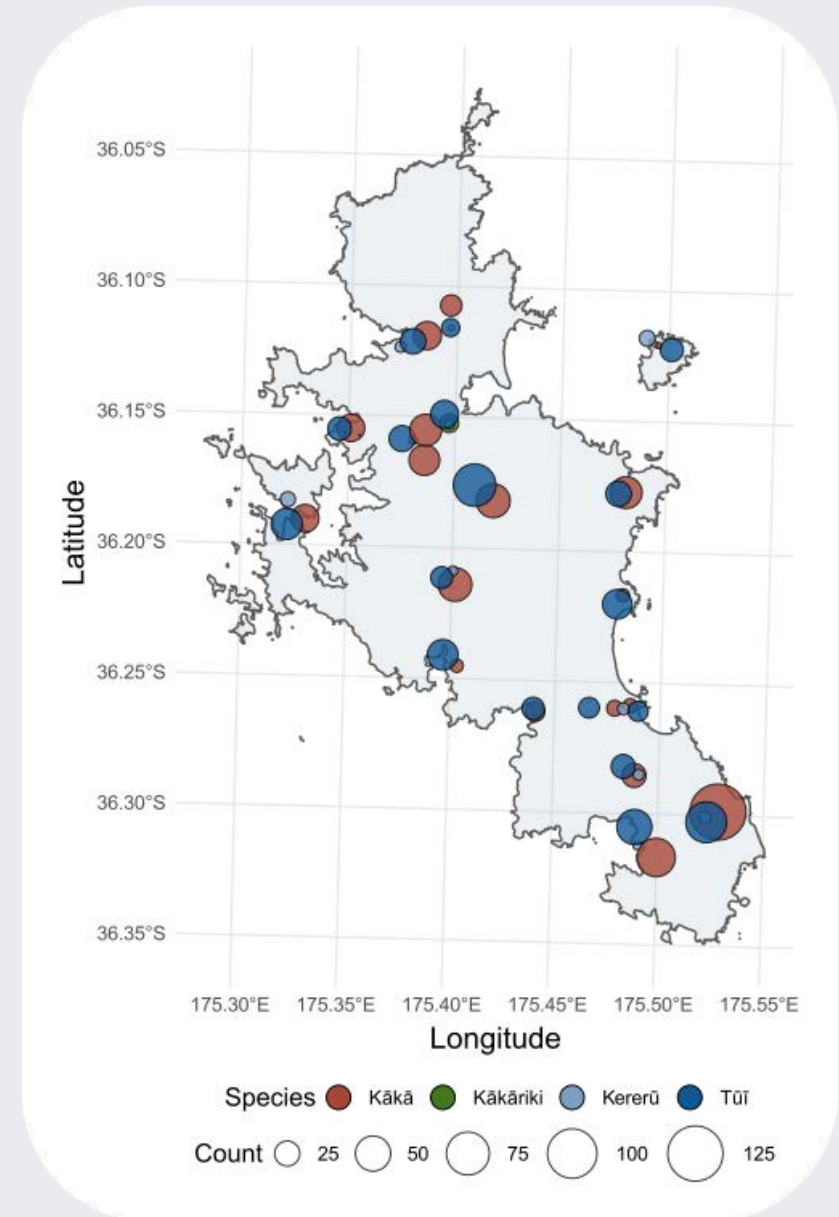 36.05°S
36.10°S
36.15°S
36.20°S
36.25°S
36.30°S
36.35°S
Latitude
175.30°E 175.35°E 175.40°E 175.45°E 175.50°E 175.55°E
Longitude
Species Kākā Kākāriki Kererū Tūī
Count 25 50 75 100 125